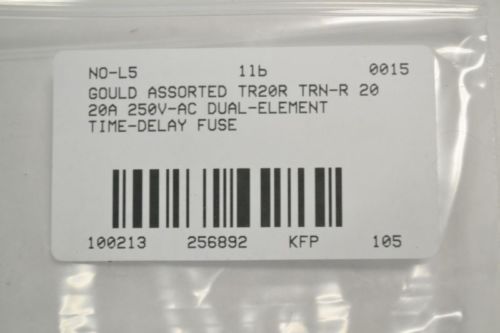 NO-L5 11b 0015
GOULD ASSORTED TR20R TRN-R 20
20A 250V-AC DUAL-ELEMENT
TIME-DELAY FUSE
100213 256892 KFP 105